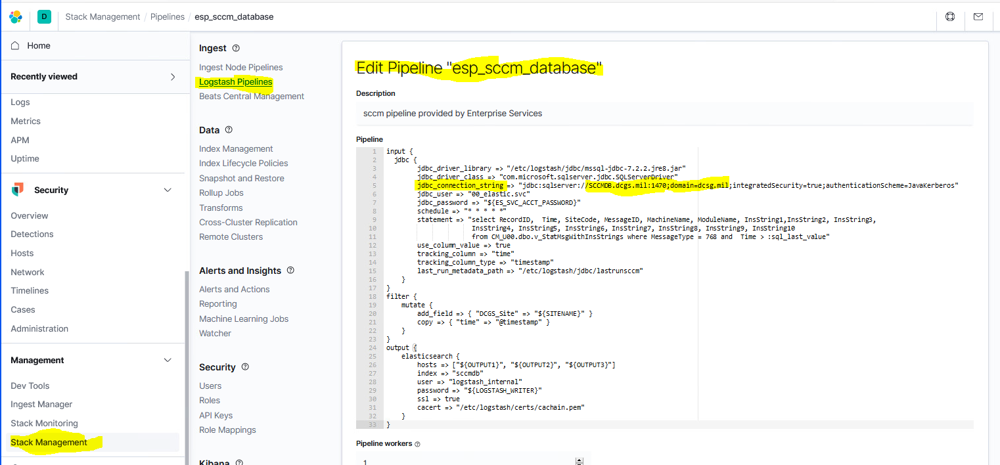 D Stack Management / Pipelines / esp_sccm_database
Home
Recently viewed
Logs
Metrics
APM
Uptime
Security
Overview
Detections
Hosts
Network
Timelines
Cases
Administration
Management
Dev Tools
Ingest Manager
Stack Monitoring
Stack Management
Ingest
Ingest Node Pipelines
Logstash Pipelines
Beats Central Management
Data
Index Management
Index Lifecycle Policies
Snapshot and Restore
Rollup Jobs
Transforms
Cross-Cluster Replication
Remote Clusters
Alerts and Insights
Alerts and Actions
Reporting
Machine Learning Jobs
Watcher
Security
Users
Roles
API Keys
Role Mappings
Kibana
Edit Pipeline "esp_sccm_database"
Description
sccm pipeline provided by Enterprise Services
Pipeline
1 input {
2 jdbc {
3 jdbc_driver_library => "/etc/logstash/jdbc/mssql-jdbc-7.2.2.jre8.jar"
4 jdbc_driver_class => "com.microsoft.sqlserver.jdbc.SQLServerDriver"
5 jdbc_connection_string => "jdbc:sqlserver://SCCMDB.dcgs.mil:1470;domain=dcsg.mil;integratedSecurity=true;authenticationScheme=JavaKerberos"
6 jdbc_user => "00_elastic.svc"
7 jdbc_password => "${ES_SVC_ACCT_PASSWORD}"
8 schedule => "* * * * *"
9 statement => "select RecordID, Time, SiteCode, MessageID, MachineName, ModuleName, InsString1,InsString2, InsString3,
10 InsString4, InsString5, InsString6, InsString7, InsString8, InsString9, InsString10
11 from CM_U00.dbo.v_StatMsgWithInsStrings where MessageType = 768 and Time > :sql_last_value"
12 use_column_value => true
13 tracking_column => "time"
14 tracking_column_type => "timestamp"
15 last_run_metadata_path => "/etc/logstash/jdbc/lastrunsccm"
16 }
17 }
18 filter {
19 mutate {
20 add_field => { "DCGS_Site" => "${SITENAME}" }
21 copy => { "time" => "@timestamp" }
22 }
23 }
24 output {
25 elasticsearch {
26 hosts => ["${OUTPUT1}", "${OUTPUT2}", "${OUTPUT3}"]
27 index => "sccmdb"
28 user => "logstash_internal"
29 password => "${LOGSTASH_WRITER}"
30 ssl => true
31 cacert => "/etc/logstash/certs/cachain.pem"
32 }
33 }
Pipeline workers
1